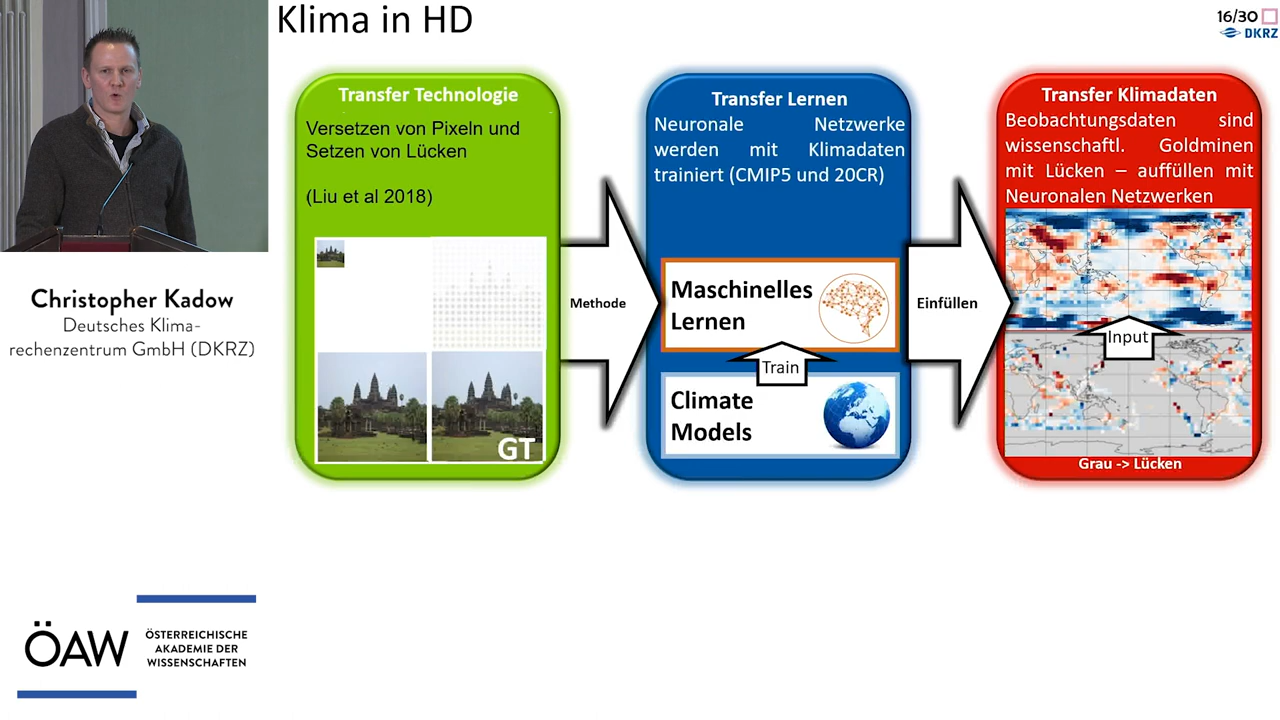 Klima in HD
16/30
DKRZ
Christopher Kadow
Deutsches Klima-
rechenzentrum GmbH (DKRZ)
ÖAW
ÖSTERREICHISCHE
AKADEMIE DER
WISSENSCHAFTEN
Transfer Technologie
Versetzen von Pixeln und
Setzen von Lücken
(Liu et al 2018)
GT
Methode
Transfer Lernen
Neuronale Netzwerke
werden mit Klimadaten
trainiert (CMIP5 und 20CR)
Maschinelles
Lernen
Train
Climate
Models
Einfüllen
Transfer Klimadaten
Beobachtungsdaten sind
wissenschaftl. Goldminen
mit Lücken – auffüllen mit
Neuronalen Netzwerken
Input
Grau -> Lücken